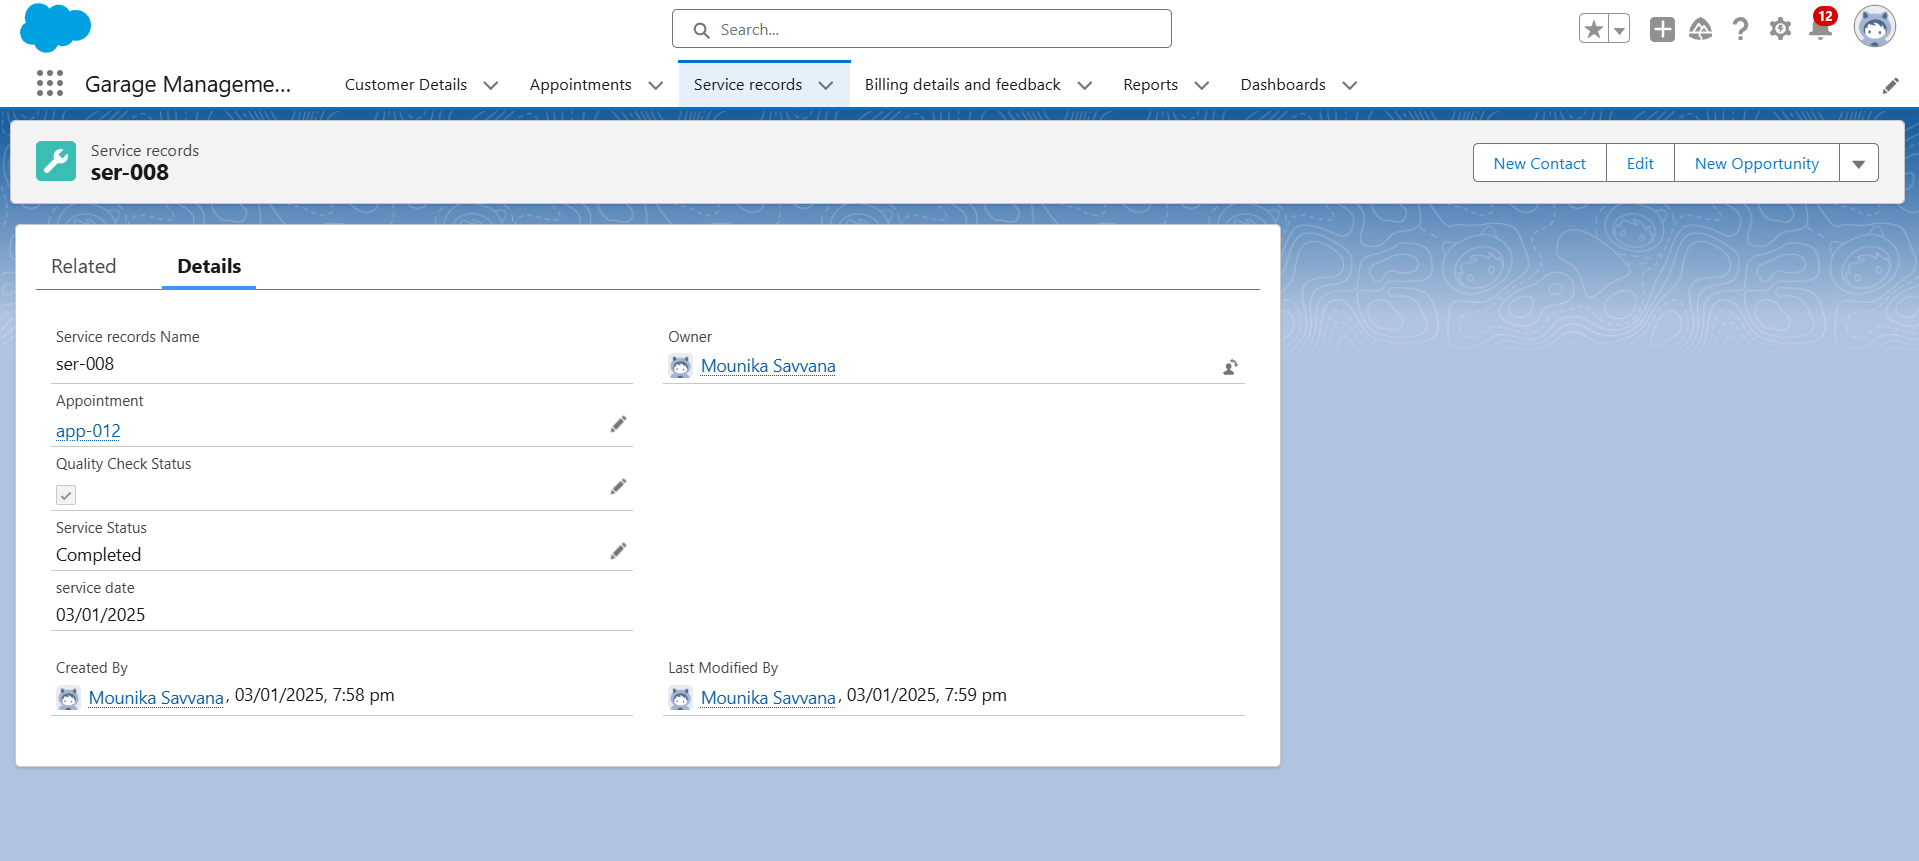 Search...
12
Garage Manageme...
Customer Details
Appointments
Service records
Billing details and feedback
Reports
Dashboards
Service records
ser-008
New Contact
Edit
New Opportunity
Related
Details
Service records Name
ser-008
Owner
Mounika Savvana
Appointment
app-012
Quality Check Status
Service Status
Completed
service date
03/01/2025
Created By
Mounika Savvana, 03/01/2025, 7:58 pm
Last Modified By
Mounika Savvana, 03/01/2025, 7:59 pm